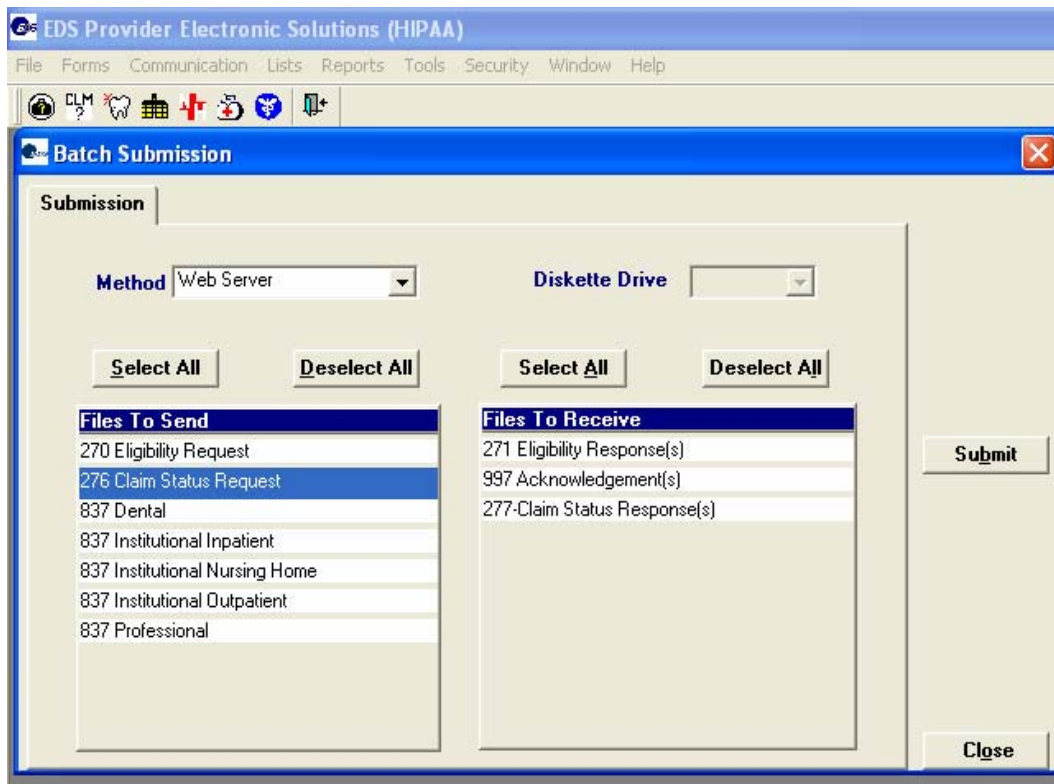 EDS Provider Electronic Solutions (HIPAA)
File Forms Communication Lists Reports Tools Security Window Help
CLM
?
Batch Submission
Submission
Method Web Server Diskette Drive
Select All Deselect All Select All Deselect All
Files To Send
270 Eligibility Request
276 Claim Status Request
837 Dental
837 Institutional Inpatient
837 Institutional Nursing Home
837 Institutional Outpatient
837 Professional
Files To Receive
271 Eligibility Response(s)
997 Acknowledgement(s)
277-Claim Status Response(s)
Submit
Close